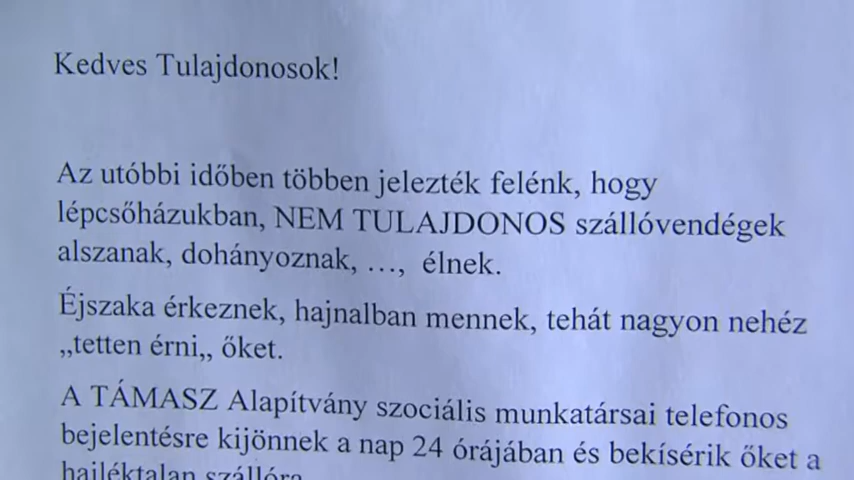 Kedves Tulajdonosok!
Az utóbbi időben többen jelezték felénk, hogy
lépcsőházukban, NEM TULAJDONOS szállóvendégek
alszanak, dohányoznak, …, élnek.
Éjszaka érkeznek, hajnalban mennek, tehát nagyon nehéz
„tetten érni„ őket.
A TÁMASZ Alapítvány szociális munkatársai telefonos
bejelentésre kijönnek a nap 24 órájában és bekísérik őket a
hajléktalan szállóra